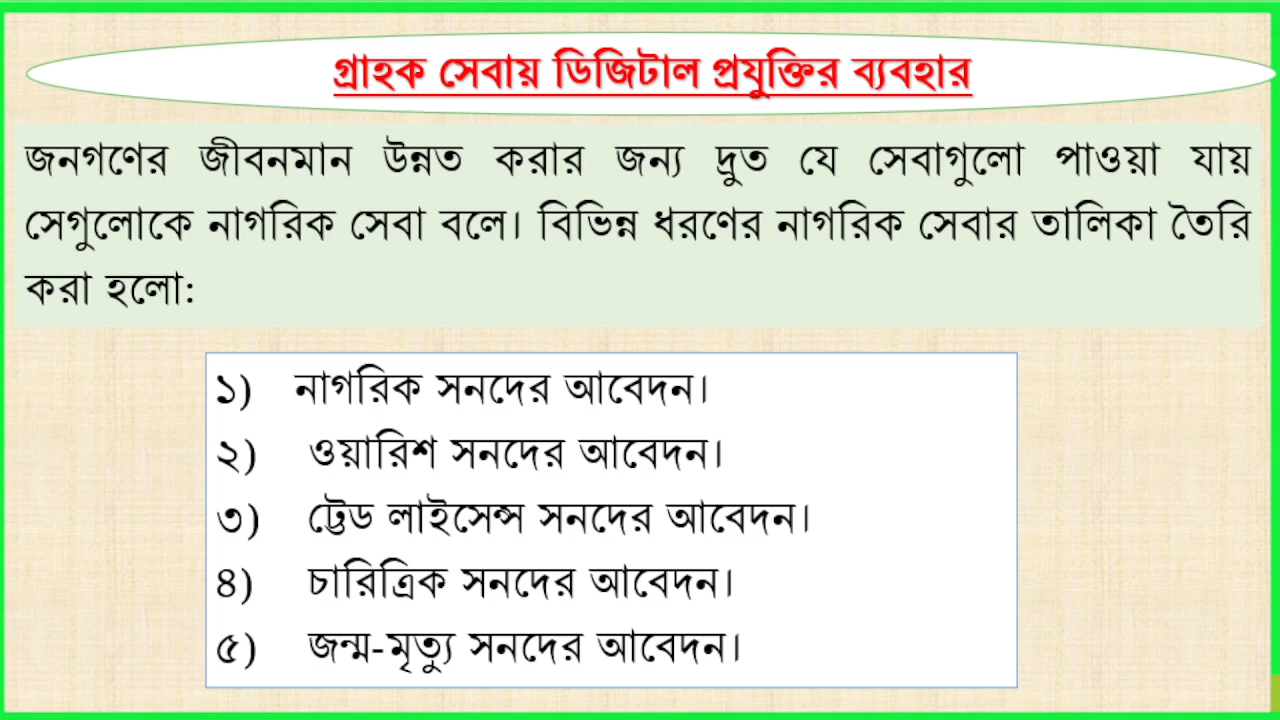 গ্রাহক সেবায় ডিজিটাল প্রযুক্তির ব্যবহার
জনগণের জীবনমান উন্নত করার জন্য দ্রুত যে সেবাগুলো পাওয়া যায়
সেগুলোকে নাগরিক সেবা বলে। বিভিন্ন ধরণের নাগরিক সেবার তালিকা তৈরি
করা হলো:
১) নাগরিক সনদের আবেদন।
২) ওয়ারিশ সনদের আবেদন।
৩) ট্রেড লাইসেন্স সনদের আবেদন।
৪) চারিত্রিক সনদের আবেদন।
৫) জন্ম-মৃত্যু সনদের আবেদন।